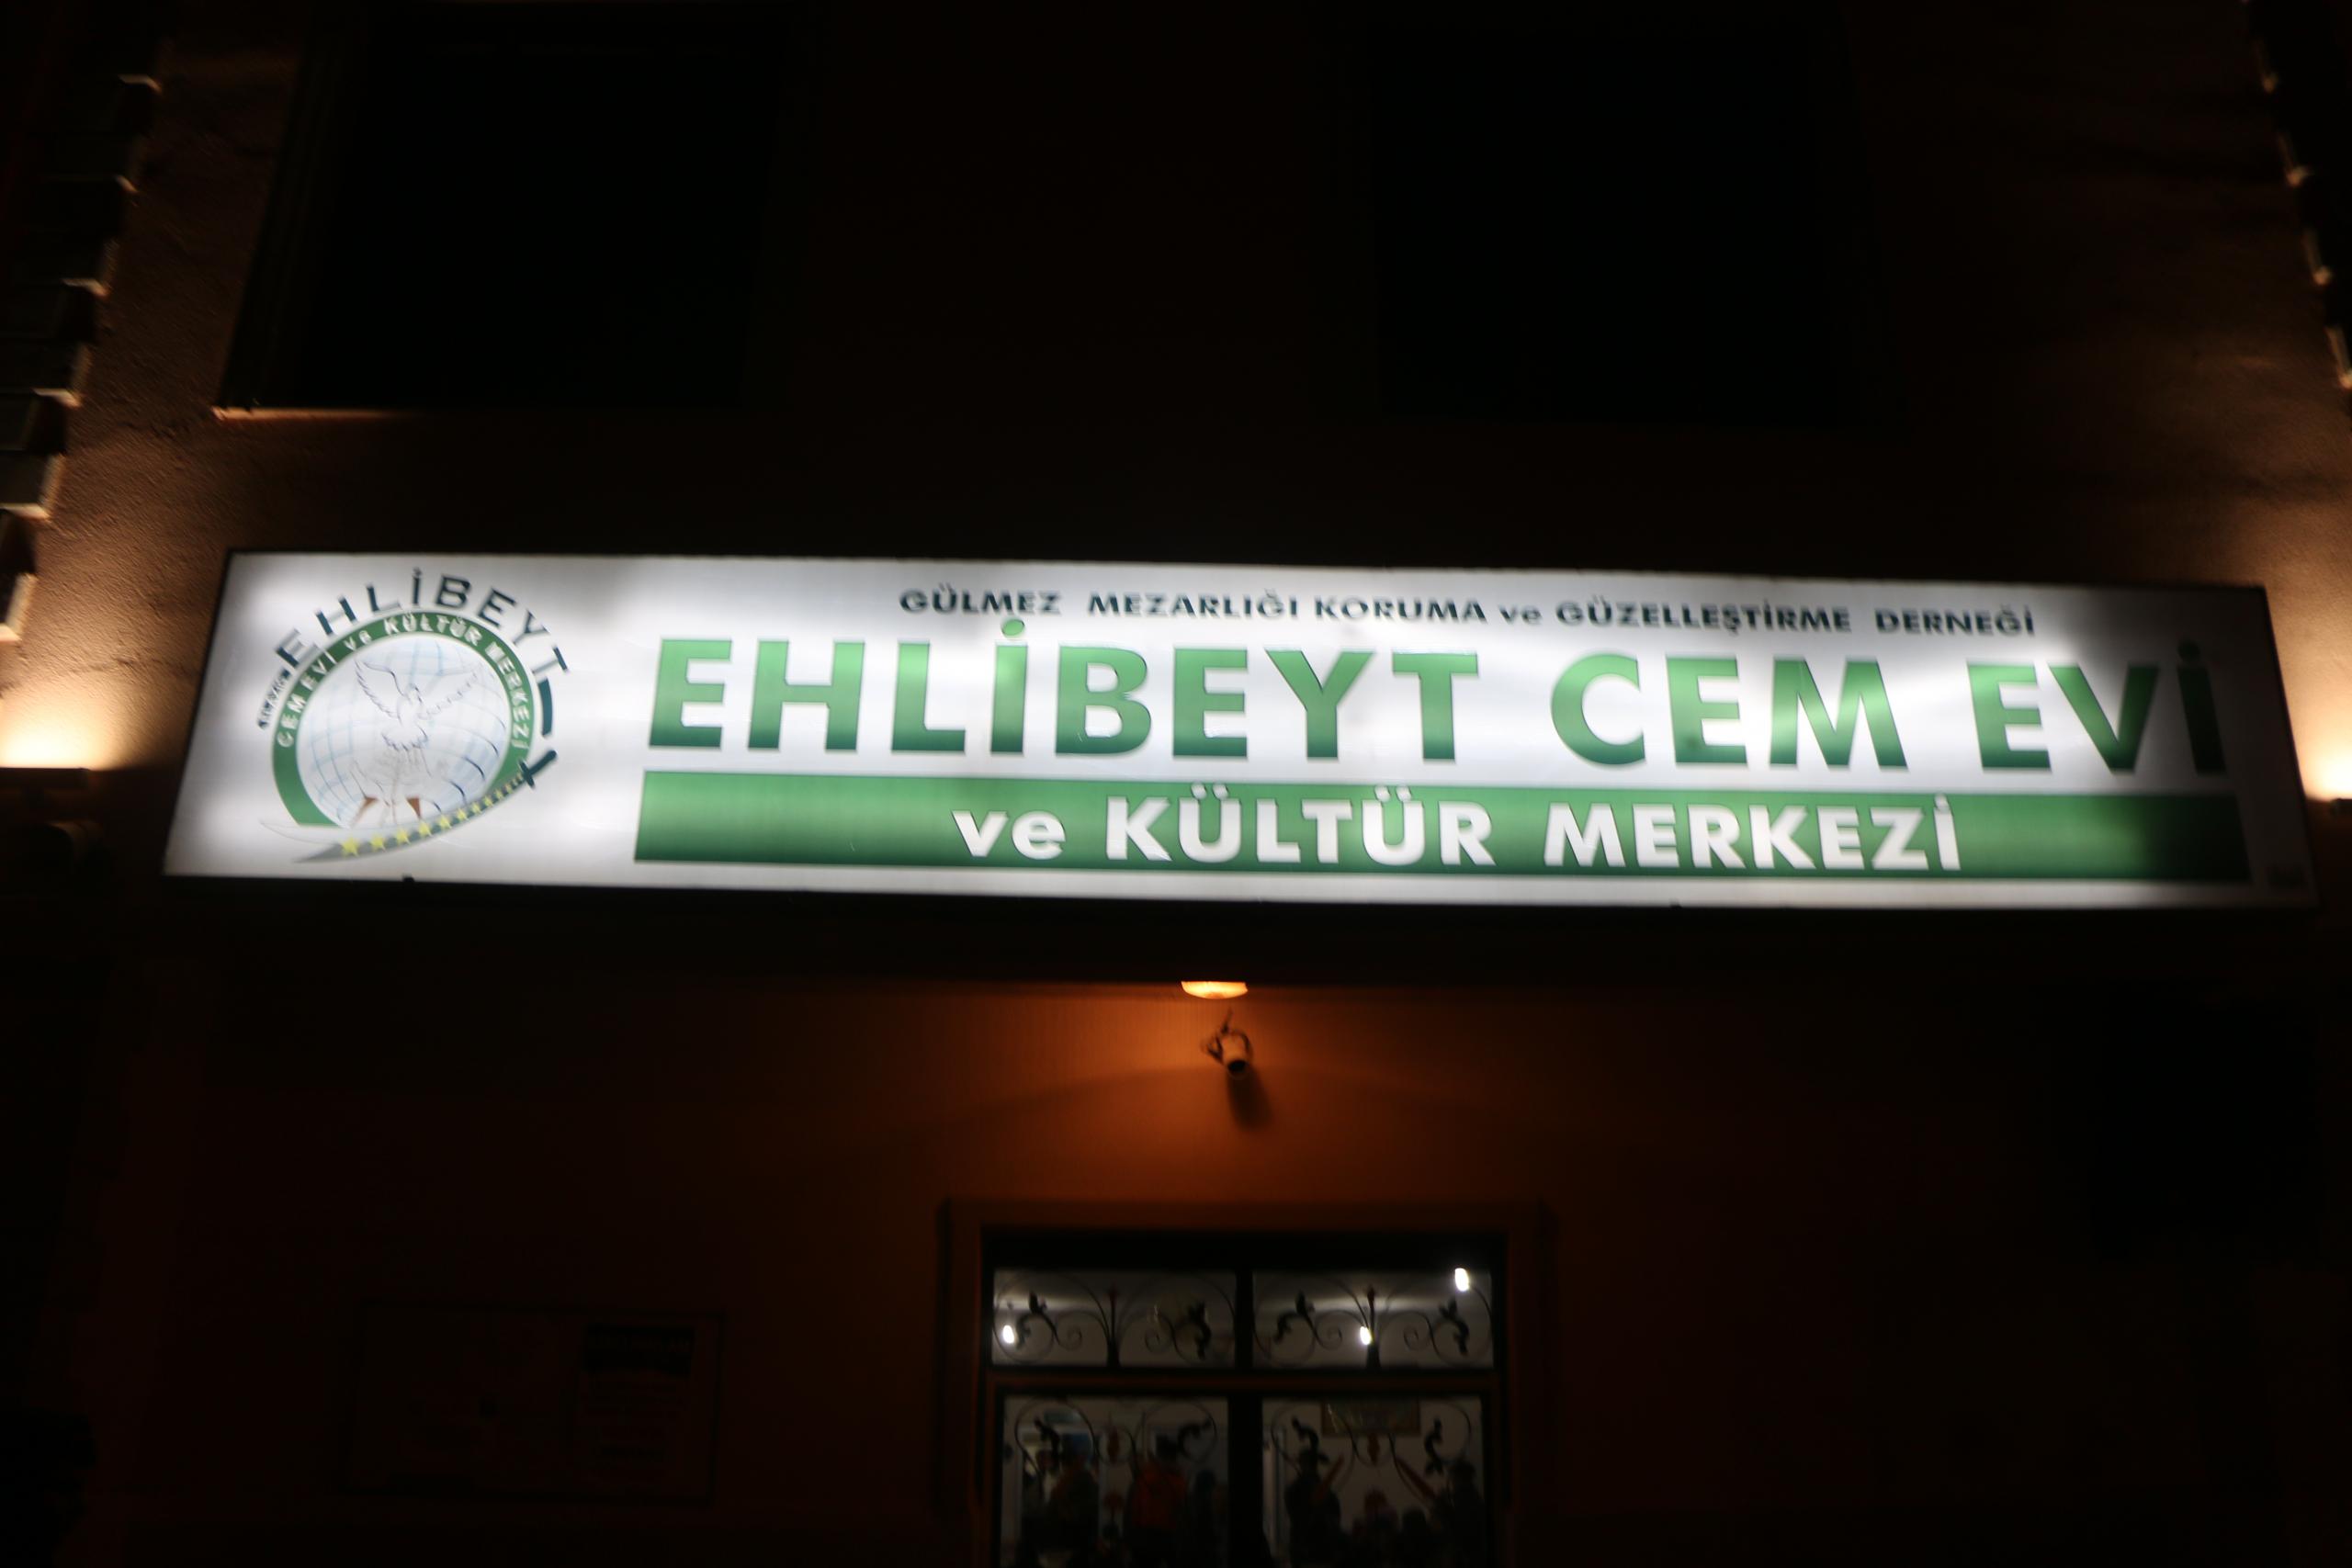 EHLİBEYT
CEM EVİ ve KÜLTÜR MERKEZİ
GÜLMEZ MEZARLIĞI KORUMA ve GÜZELLEŞTİRME DERNEĞİ
EHLİBEYT CEM EVİ
ve KÜLTÜR MERKEZİ